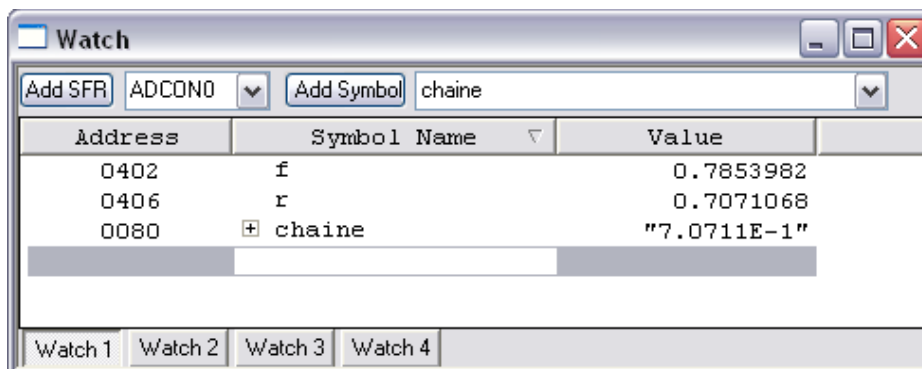 Watch
Add SFR ADCON0 Add Symbol chaine
Address Symbol Name Value
0402 f 0.7853982
0406 r 0.7071068
0080 chaine "7.0711E-1"
Watch 1 Watch 2 Watch 3 Watch 4